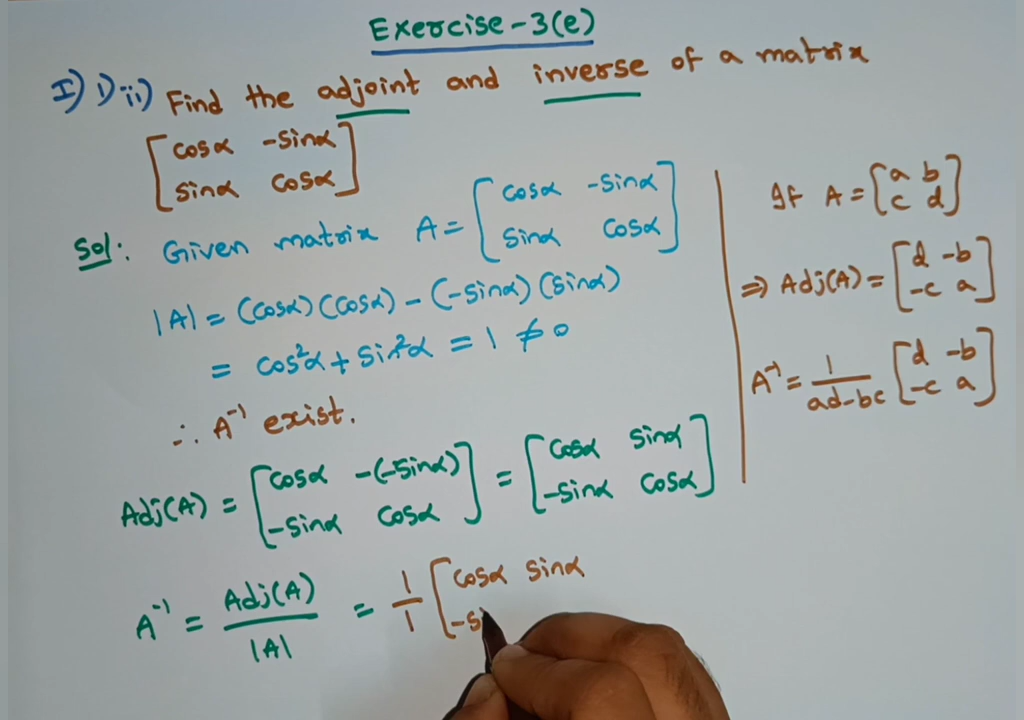 Exercise-3(e)
I) 1) ii) Find the adjoint and inverse of a matrix
[cosα -sinα
sinα cosα]
Sol: Given matrix A = [cosα -sinα
sinα cosα]
|A| = (cosα)(cosα) - (-sinα)(sinα)
= cos²α + sin²α = 1 ≠ 0
∴ A⁻¹ exist.
Adj(A) = [cosα -(-sinα)
-sinα cosα] = [cosα sinα
-sinα cosα]
A⁻¹ = Adj(A)/|A| = 1/1 [cosα sinα
-s
If A = [a b
c d]
⇒ Adj(A) = [d -b
-c a]
A⁻¹ = 1/ad-bc [d -b
-c a]